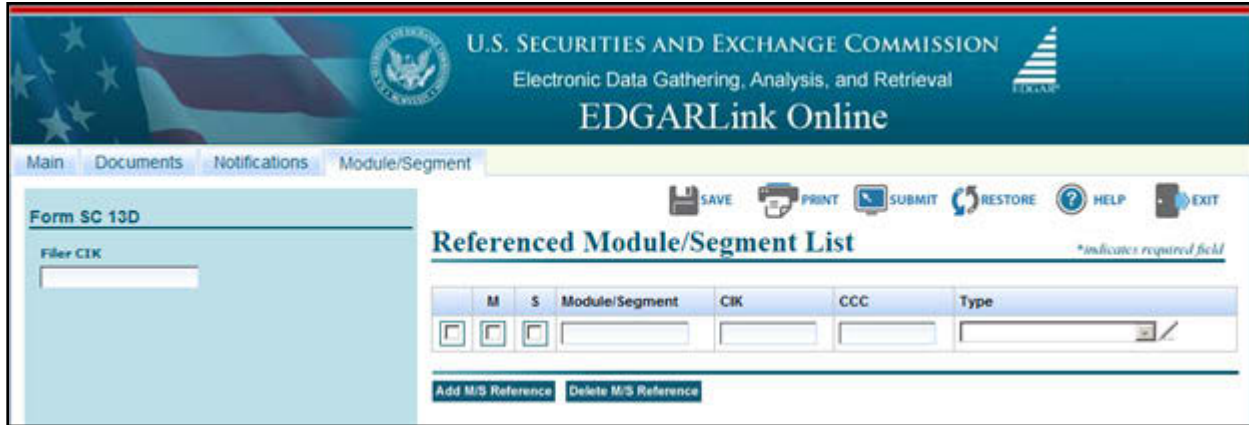 U.S. SECURITIES AND EXCHANGE COMMISSION
Electronic Data Gathering, Analysis, and Retrieval
EDGAR®
EDGARLink Online
Main Documents Notifications Module/Segment
SAVE PRINT SUBMIT RESTORE HELP EXIT
Form SC 13D
Filer CIK
Referenced Module/Segment List
*indicates required field
M S Module/Segment CIK CCC Type
Add M/S Reference Delete M/S Reference